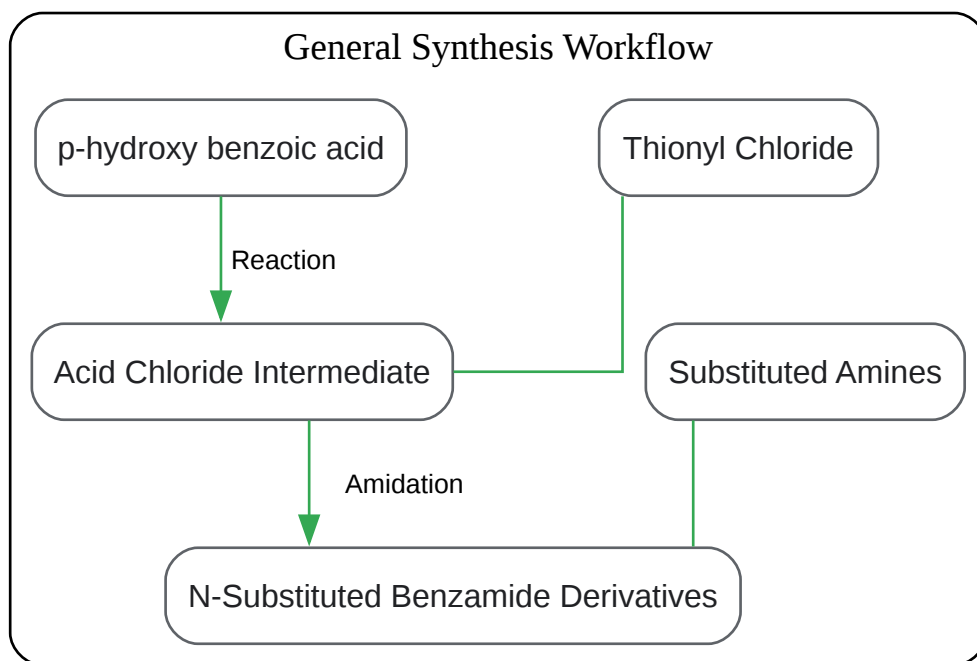 General Synthesis Workflow
p-hydroxy benzoic acid
Thionyl Chloride
Reaction
Acid Chloride Intermediate
Substituted Amines
Amidation
N-Substituted Benzamide Derivatives